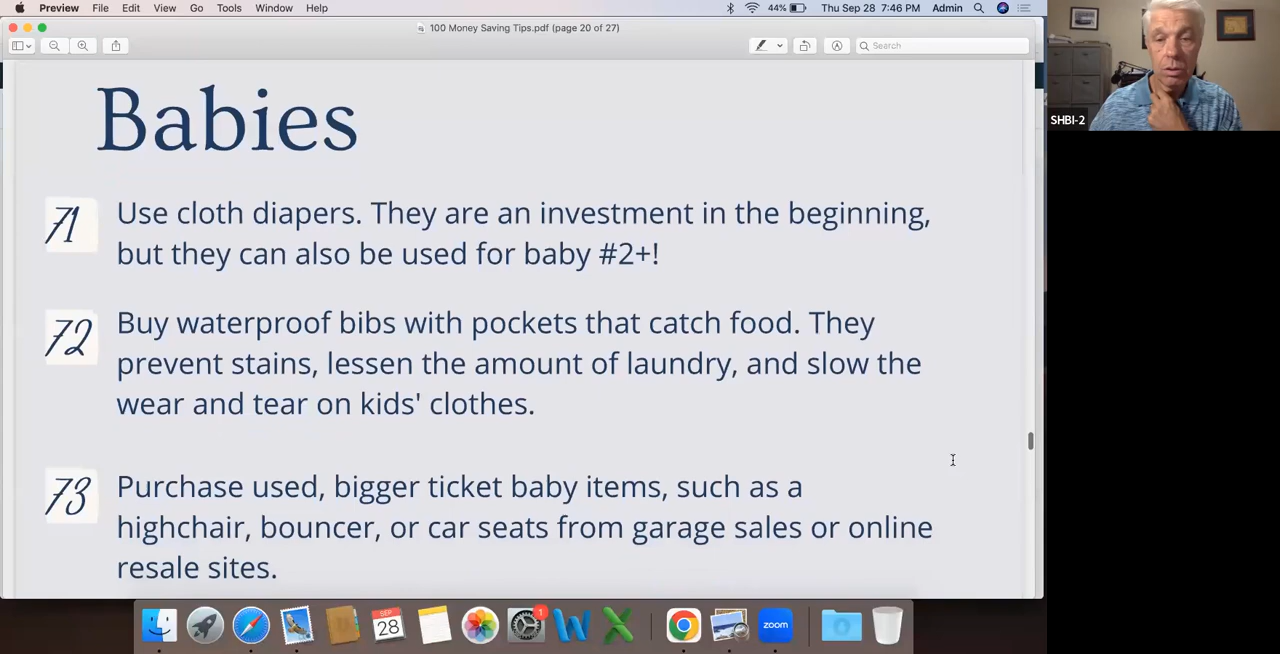 Preview File Edit View Go Tools Window Help 44% Thu Sep 28 7:46 PM Admin
100 Money Saving Tips.pdf (page 20 of 27)
Search
Babies
71 Use cloth diapers. They are an investment in the beginning,
but they can also be used for baby #2+!
72 Buy waterproof bibs with pockets that catch food. They
prevent stains, lessen the amount of laundry, and slow the
wear and tear on kids' clothes.
73 Purchase used, bigger ticket baby items, such as a
highchair, bouncer, or car seats from garage sales or online
resale sites.
SHBI-2
SEP
28
1
W
X
zoom